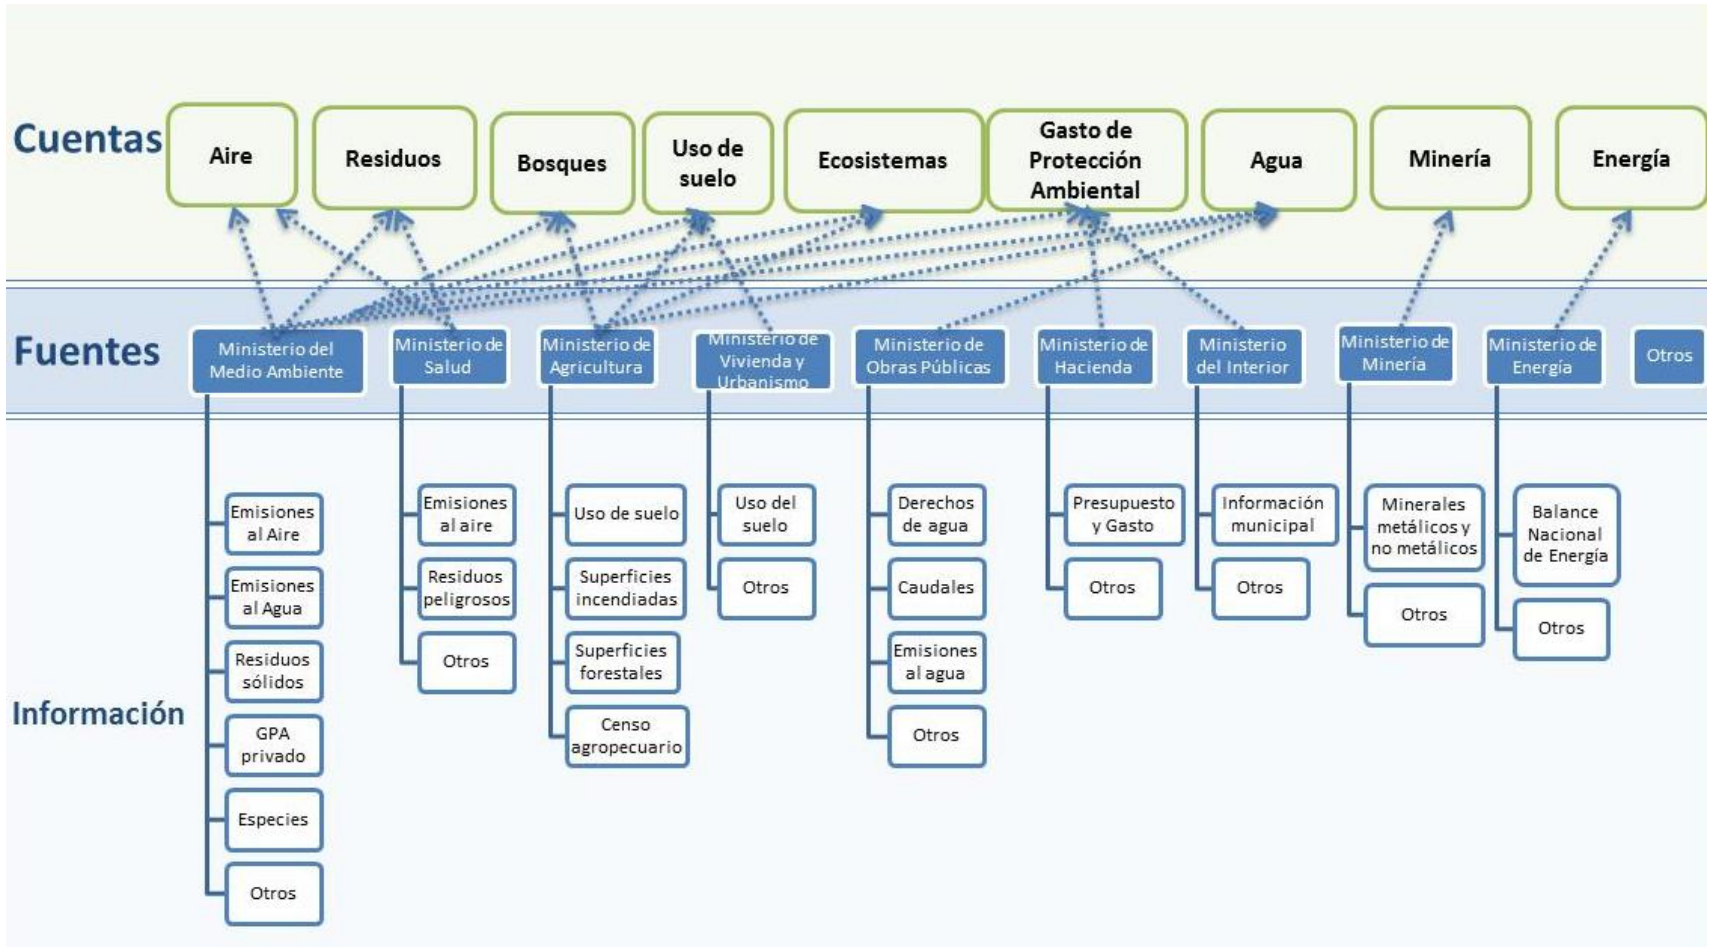 Cuentas
Aire
Residuos
Bosques
Uso de
suelo
Ecosistemas
Gasto de
Protección
Ambiental
Agua
Minería
Energía
Fuentes
Ministerio del
Medio Ambiente
Ministerio de
Salud
Ministerio de
Agricultura
Ministerio de
Vivienda y
Urbanismo
Ministerio de
Obras Públicas
Ministerio de
Hacienda
Ministerio
del Interior
Ministerio de
Minería
Ministerio de
Energía
Otros
Información
Emisiones
al Aire
Emisiones
al Agua
Residuos
sólidos
GPA
privado
Especies
Otros
Emisiones
al aire
Residuos
peligrosos
Otros
Uso de suelo
Superficies
incendiadas
Superficies
forestales
Censo
agropecuario
Uso del
suelo
Otros
Derechos
de agua
Caudales
Emisiones
al agua
Otros
Presupuesto
y Gasto
Otros
Información
municipal
Otros
Minerales
metálicos y
no metálicos
Otros
Balance
Nacional
de Energía
Otros